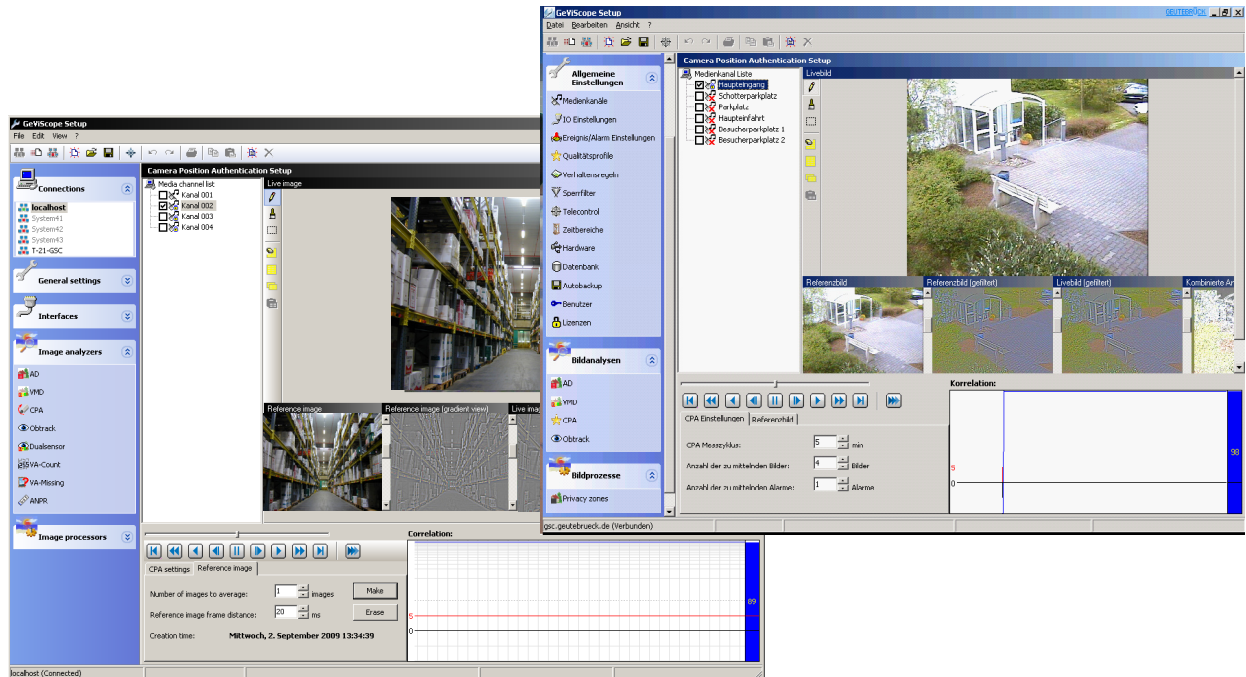 GeViScope Setup
File Edit View ?
Connections
localhost
System41
System42
System43
T-21-GSC
General settings
Interfaces
Image analyzers
AD
VMD
CPA
Obtrack
Dualsensor
VA-Count
VA-Missing
ANPR
Image processors
Camera Position Authentication Setup
Media channel list
Kanal 001
Kanal 002
Kanal 003
Kanal 004
Live image
Reference image
Reference image (gradient view)
CPA settings
Reference image
Number of images to average:
1
images
Make
Reference image frame distance:
20
ms
Erase
Creation time:
Mittwoch, 2. September 2009 13:34:39
Correlation:
S
0
89
localhost (Connected)
GeViScope Setup
GEUTEBRÜCK
Datei Bearbeiten Ansicht ?
Allgemeine
Einstellungen
Medienkanäle
IO Einstellungen
Ereignis/Alarm Einstellungen
Qualitätsprofile
Verhaltensregeln
Sperrfilter
Telecontrol
Zeitbereiche
Hardware
Datenbank
Autobackup
Benutzer
Lizenzen
Bildanalysen
AD
VMD
CPA
Obtrack
Bildprozesse
Privacy zones
Camera Position Authentication Setup
Medienkanal Liste
Haupteingang
Schotterparkplatz
Parkplatz
Haupteinfahrt
Besucherparkplatz 1
Besucherparkplatz 2
Livebild
Referenzbild
Referenzbild (gefiltert)
Livebild (gefiltert)
CPA Einstellungen
Referenzbild
CPA Messzyklus:
5
min
Anzahl der zu mittelnden Bilder:
4
Bilder
Anzahl der zu mittelnden Alarme:
1
Alarme
Korrelation:
S
0
98
gsc.geutebrueck.de (Verbunden)